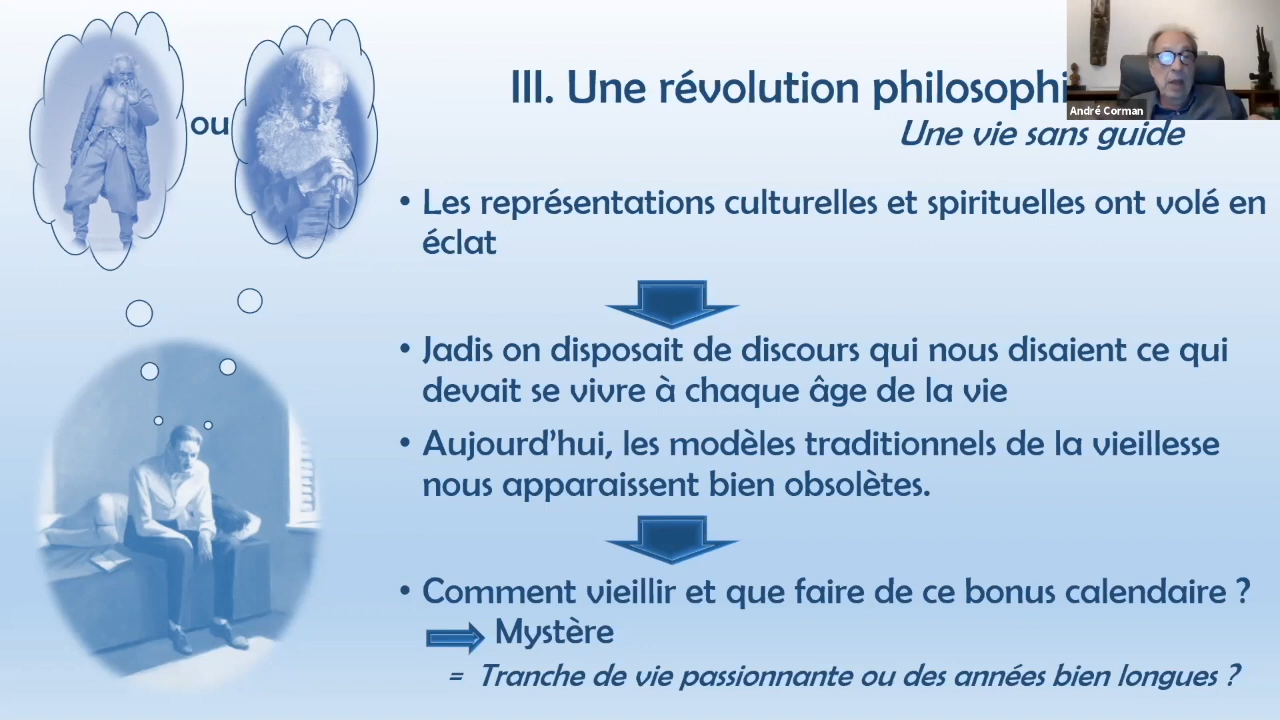 ou
III. Une révolution philosophi
André Corman
Une vie sans guide
• Les représentations culturelles et spirituelles ont volé en
éclat
• Jadis on disposait de discours qui nous disaient ce qui
devait se vivre à chaque âge de la vie
• Aujourd'hui, les modèles traditionnels de la vieillesse
nous apparaissent bien obsolètes.
• Comment vieillir et que faire de ce bonus calendaire ?
Mystère
= Tranche de vie passionnante ou des années bien longues ?